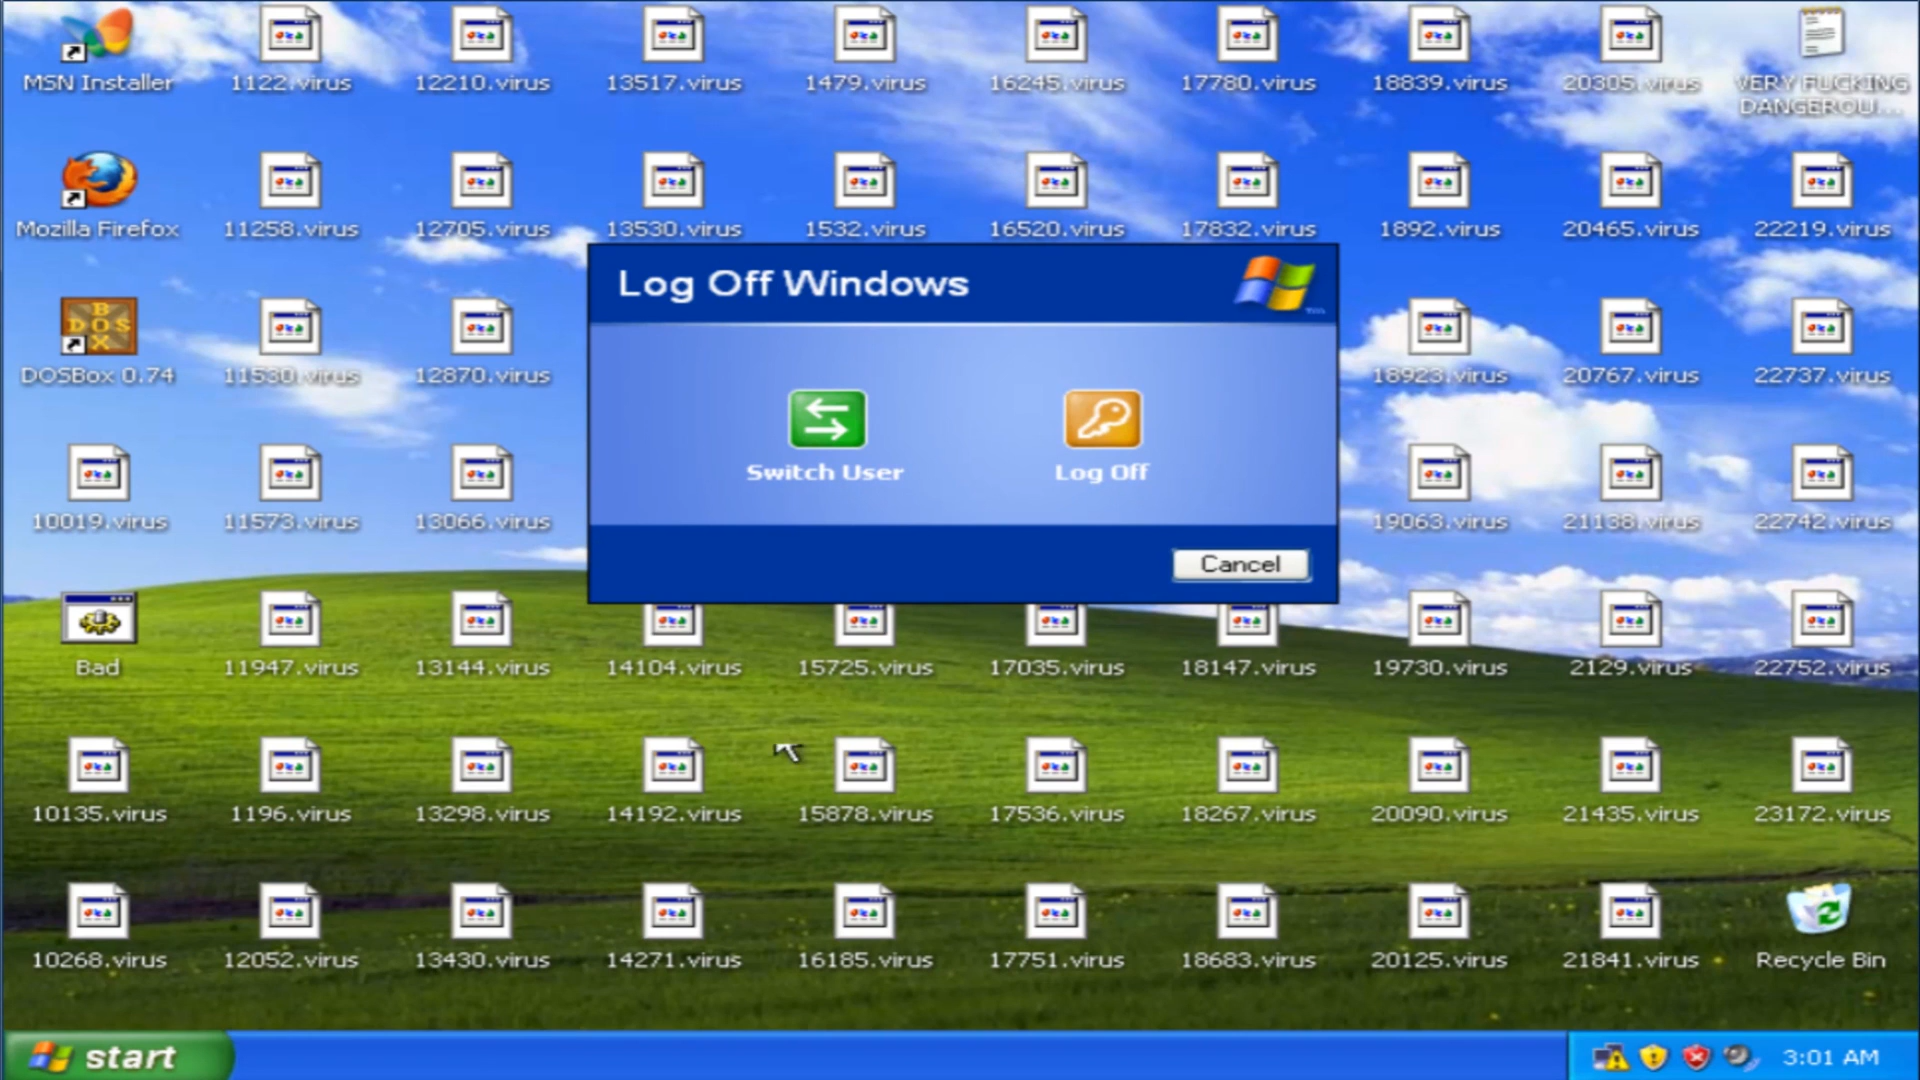 MSN Installer
1122.virus
12210.virus
13517.virus
1479.virus
16245.virus
17780.virus
18839.virus
20305.virus
VERY FUCKING
DANGEROU...
Mozilla Firefox
11258.virus
12705.virus
13530.virus
1532.virus
16520.virus
17832.virus
1892.virus
20465.virus
22219.virus
Log Off Windows
TM
BOX
DOS
DOSBox 0.74
11530.virus
12870.virus
18923.virus
20767.virus
22737.virus
Switch User
Log Off
10019.virus
11573.virus
13066.virus
19063.virus
21138.virus
22742.virus
Cancel
Bad
11947.virus
13144.virus
14104.virus
15725.virus
17035.virus
18147.virus
19730.virus
2129.virus
22752.virus
10135.virus
1196.virus
13298.virus
14192.virus
15878.virus
17536.virus
18267.virus
20090.virus
21435.virus
23172.virus
10268.virus
12052.virus
13430.virus
14271.virus
16185.virus
17751.virus
18683.virus
20125.virus
21841.virus
Recycle Bin
start
3:01 AM